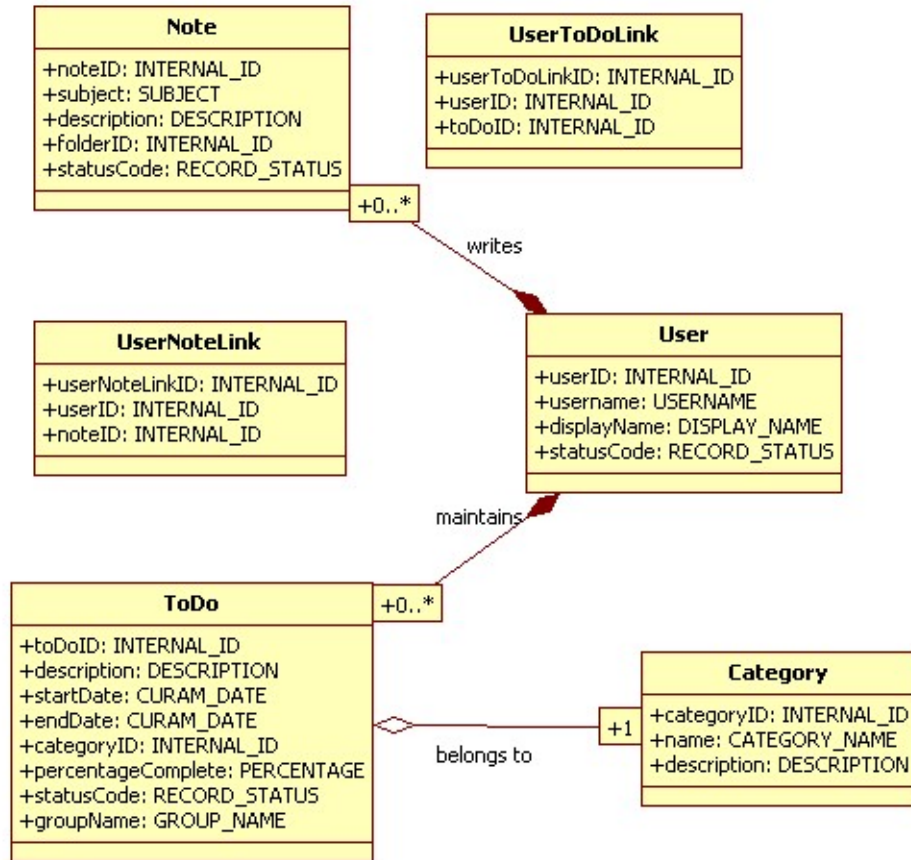 Note
+noteID: INTERNAL_ID
+subject: SUBJECT
+description: DESCRIPTION
+folderID: INTERNAL_ID
+statusCode: RECORD_STATUS
+0..*
UserToDoLink
+userToDoLinkID: INTERNAL_ID
+userID: INTERNAL_ID
+toDoID: INTERNAL_ID
writes
UserNoteLink
+userNoteLinkID: INTERNAL_ID
+userID: INTERNAL_ID
+noteID: INTERNAL_ID
User
+userID: INTERNAL_ID
+username: USERNAME
+displayName: DISPLAY_NAME
+statusCode: RECORD_STATUS
maintains
+0..*
ToDo
+toDoID: INTERNAL_ID
+description: DESCRIPTION
+startDate: CURAM_DATE
+endDate: CURAM_DATE
+categoryID: INTERNAL_ID
+percentageComplete: PERCENTAGE
+statusCode: RECORD_STATUS
+groupName: GROUP_NAME
belongs to
+1
Category
+categoryID: INTERNAL_ID
+name: CATEGORY_NAME
+description: DESCRIPTION